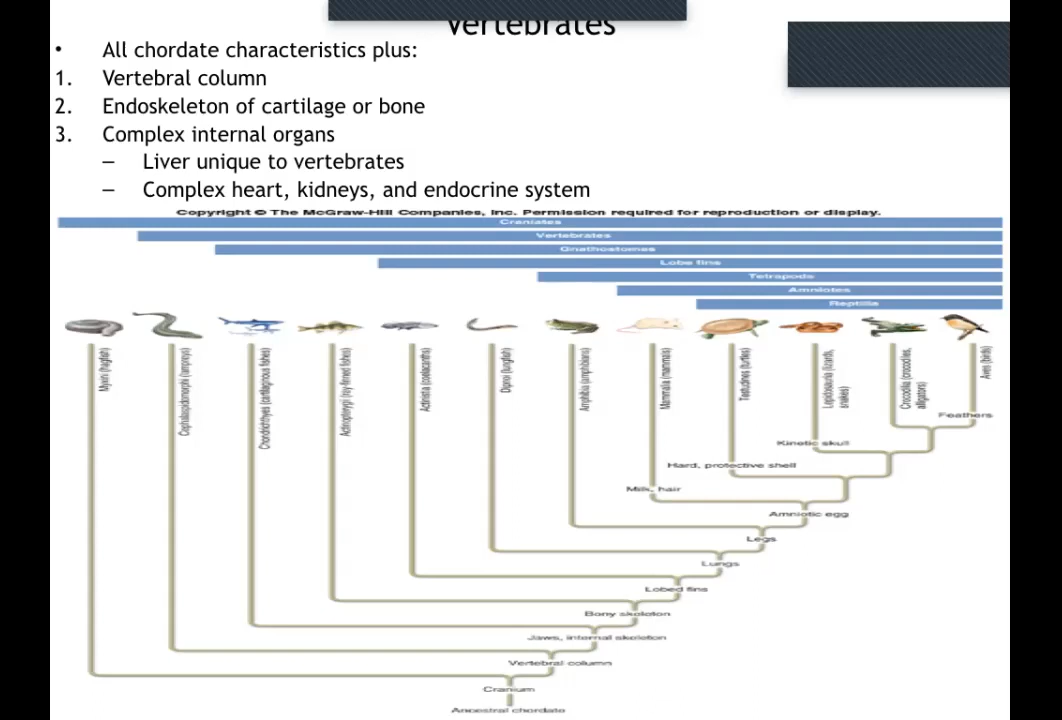 Vertebrates
• All chordate characteristics plus:
1. Vertebral column
2. Endoskeleton of cartilage or bone
3. Complex internal organs
– Liver unique to vertebrates
– Complex heart, kidneys, and endocrine system
Copyright © The McGraw-Hill Companies, Inc. Permission required for reproduction or display.
Craniates
Vertebrates
Gnathostomes
Lobe fins
Tetrapods
Amniotes
Reptilia
Myxini (hagfish)
Cephalaspidomorphi (lampreys)
Chondrichthyes (cartilaginous fishes)
Actinopterygii (ray-finned fishes)
Actinistia (coelacanths)
Dipnoi (lungfish)
Amphibia (amphibians)
Mammalia (mammals)
Testudines (turtles)
Lepidosauria (lizards,
snakes)
Crocodilia (crocodiles,
alligators)
Aves (birds)
Feathers
Kinetic skull
Hard, protective shell
Milk, hair
Amniotic egg
Legs
Lungs
Lobed fins
Bony skeleton
Jaws, internal skeleton
Vertebral column
Cranium
Ancestral chordate